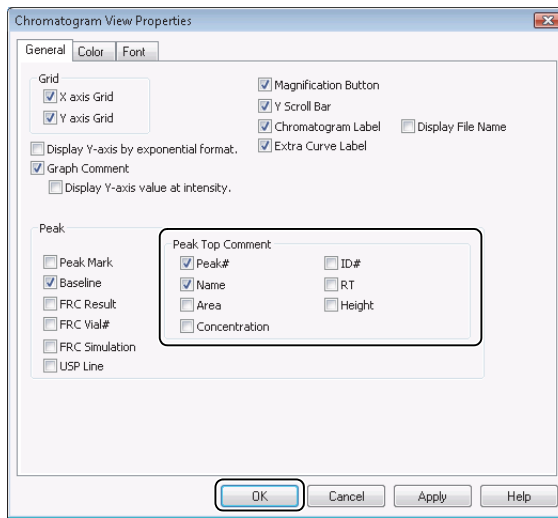 Chromatogram View Properties
General Color Font
Grid
X axis Grid
Y axis Grid
Magnification Button
Y Scroll Bar
Chromatogram Label Display File Name
Extra Curve Label
Display Y-axis by exponential format.
Graph Comment
Display Y-axis value at intensity.
Peak
Peak Mark
Baseline
FRC Result
FRC Vial#
FRC Simulation
USP Line
Peak Top Comment
Peak# ID#
Name RT
Area Height
Concentration
OK Cancel Apply Help